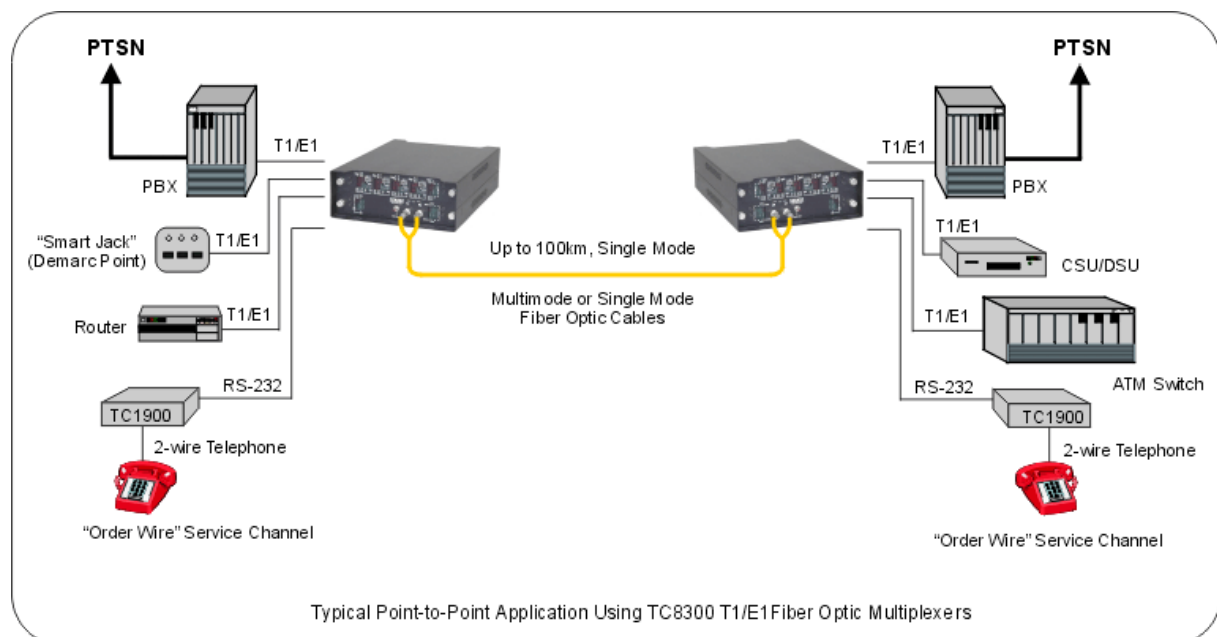 PTSN
PTSN
T1/E1
T1/E1
PBX
PBX
"Smart Jack"
(Demarc Point)
T1/E1
T1/E1
Up to 100km, Single Mode
CSU/DSU
Multimode or Single Mode
Fiber Optic Cables
Router
T1/E1
T1/E1
ATM Switch
RS-232
RS-232
TC1900
TC1900
2-wire Telephone
2-wire Telephone
"Order Wire" Service Channel
"Order Wire" Service Channel
Typical Point-to-Point Application Using TC8300 T1/E1Fiber Optic Multiplexers